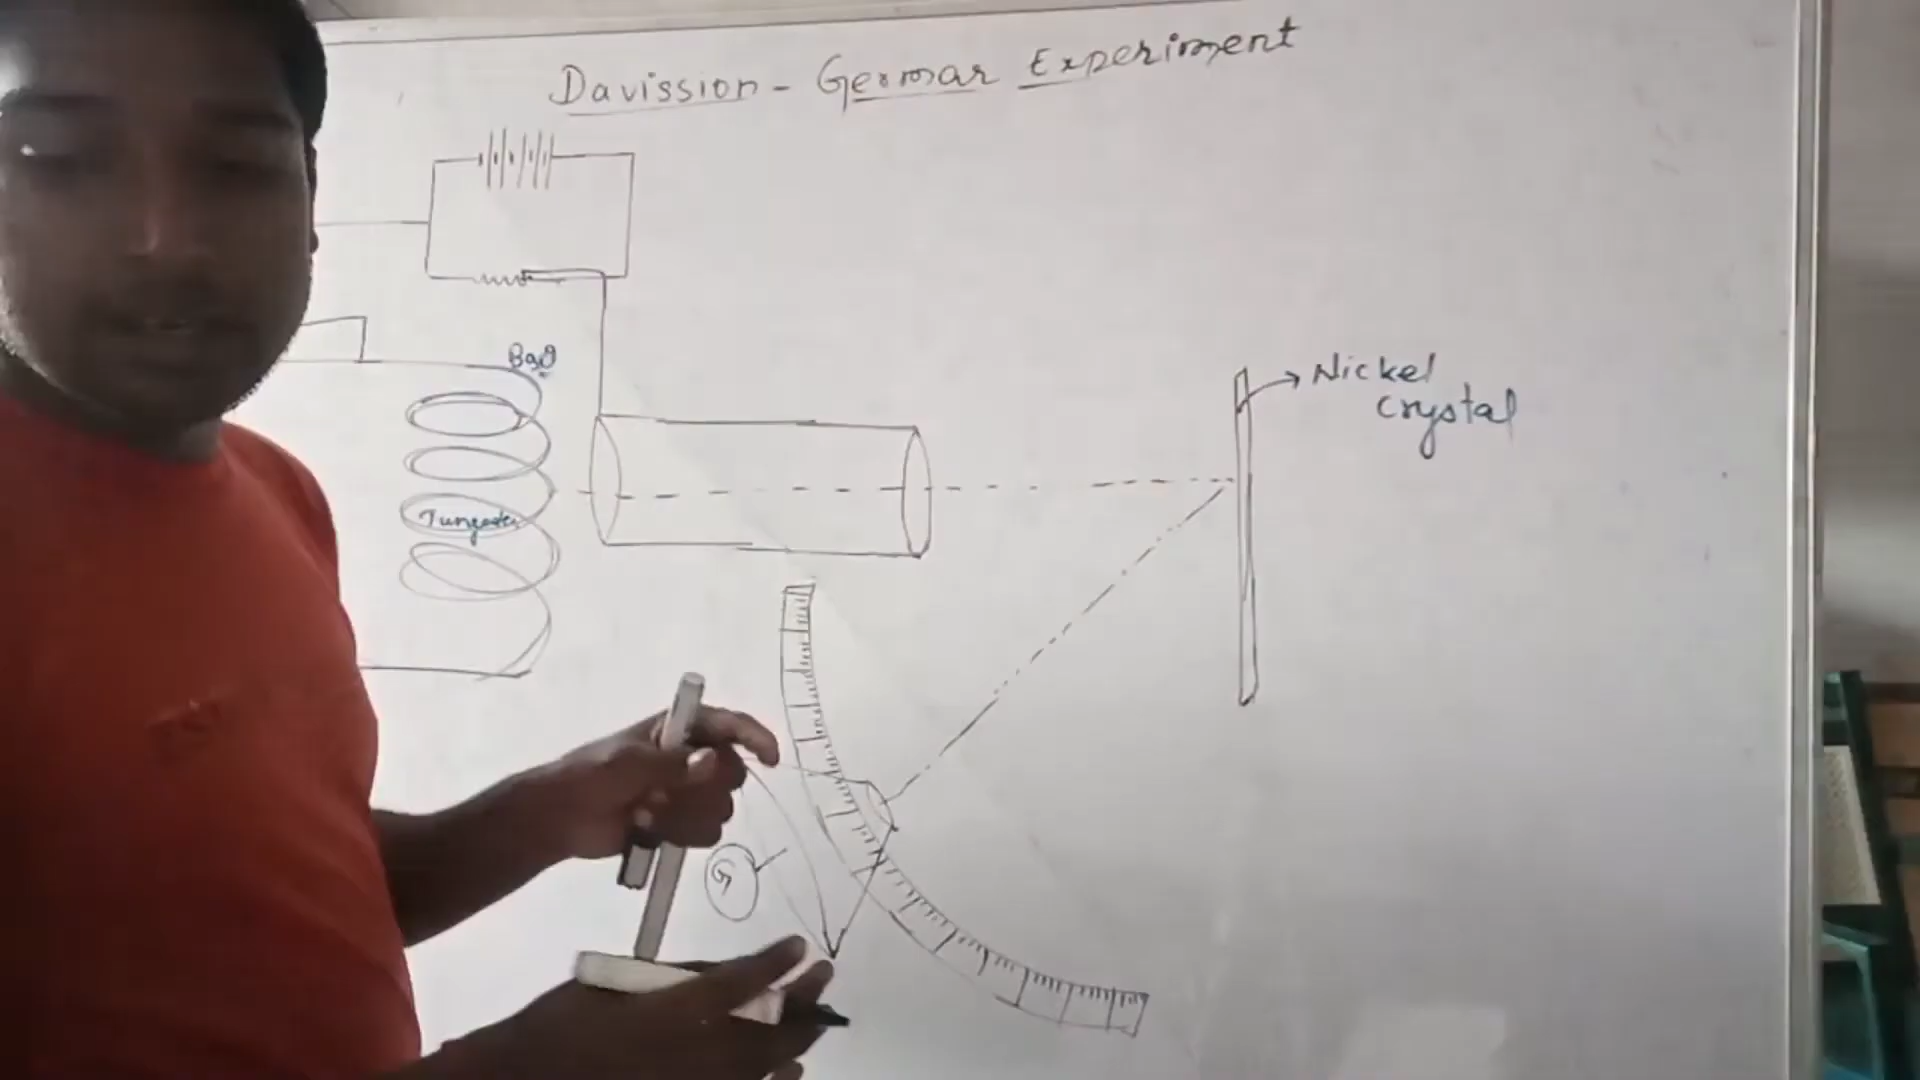 Davission - Germar Experiment
BaO
Nickel
crystal
Tungsten
G